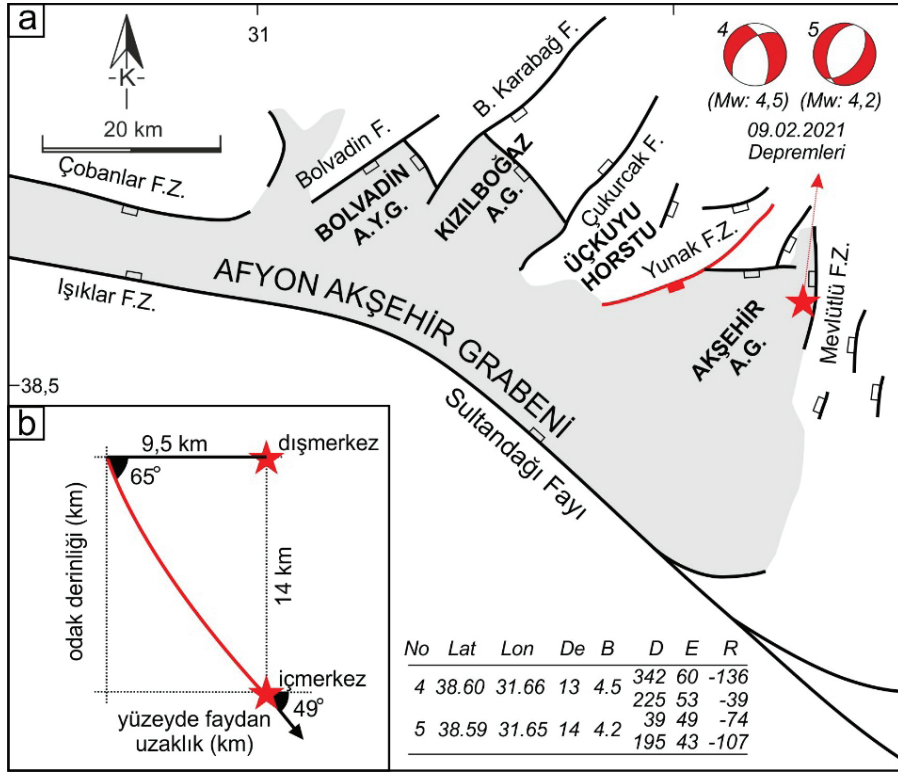 a
31
-K-
20 km
4
5
(Mw: 4,5)
(Mw: 4,2)
09.02.2021
Depremleri
B. Karabağ F.
Bolvadin F.
Çobanlar F.Z.
BOLVADİN
A.Y.G.
KIZILBOĞAZ
A.G.
Çukurcak F.
ÜÇKUYU
HORSTU
Yunak F.Z.
Mevlütlü F.Z.
Işıklar F.Z.
AFYON AKŞEHİR GRABENİ
AKŞEHİR
A.G.
38,5
Sultandağı Fayı
b
9,5 km
dışmerkez
65°
odak derinliği (km)
14 km
içmerkez
49°
yüzeyde faydan
uzaklık (km)
No Lat Lon De B D E R
4 38.60 31.66 13 4.5 342 60 -136
225 53 -39
5 38.59 31.65 14 4.2 39 49 -74
195 43 -107